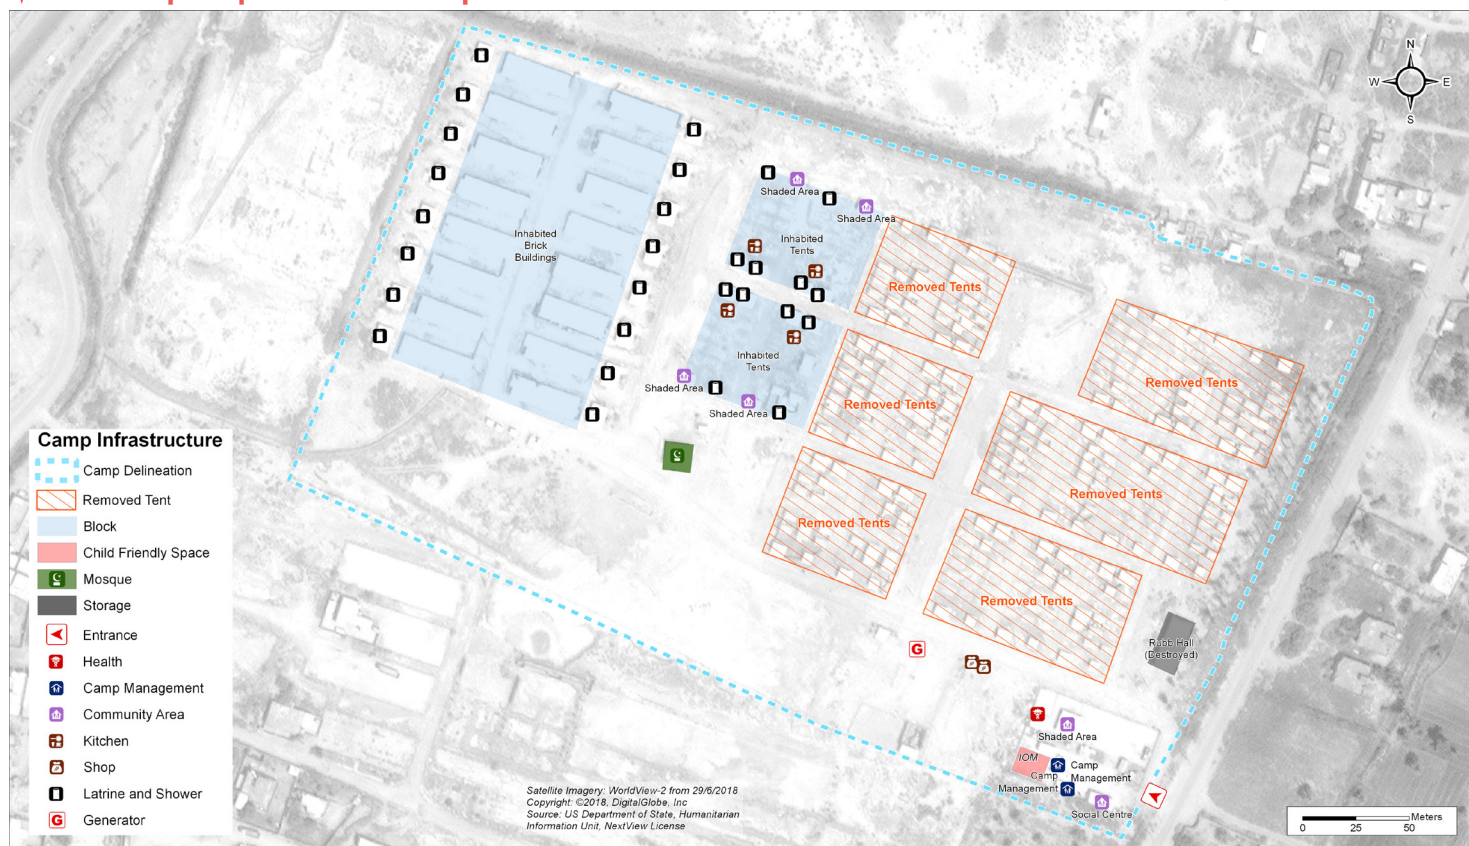 N
W E
S
Shaded Area
Shaded Area
Inhabited
Brick
Buildings
Inhabited
Tents
Removed Tents
Inhabited
Tents
Shaded Area
Shaded Area
Removed Tents
Removed Tents
Removed Tents
Removed Tents
Removed Tents
Rubb Hall
(Destroyed)
G
Shaded Area
IOM
Camp
Management
Camp
Management
Social Centre
Camp Infrastructure
Camp Delineation
Removed Tent
Block
Child Friendly Space
Mosque
Storage
Entrance
Health
Camp Management
Community Area
Kitchen
Shop
Latrine and Shower
G Generator
Satellite Imagery: WorldView-2 from 29/6/2018
Copyright: ©2018, DigitalGlobe, Inc
Source: US Department of State, Humanitarian
Information Unit, NextView License
Meters
0 25 50